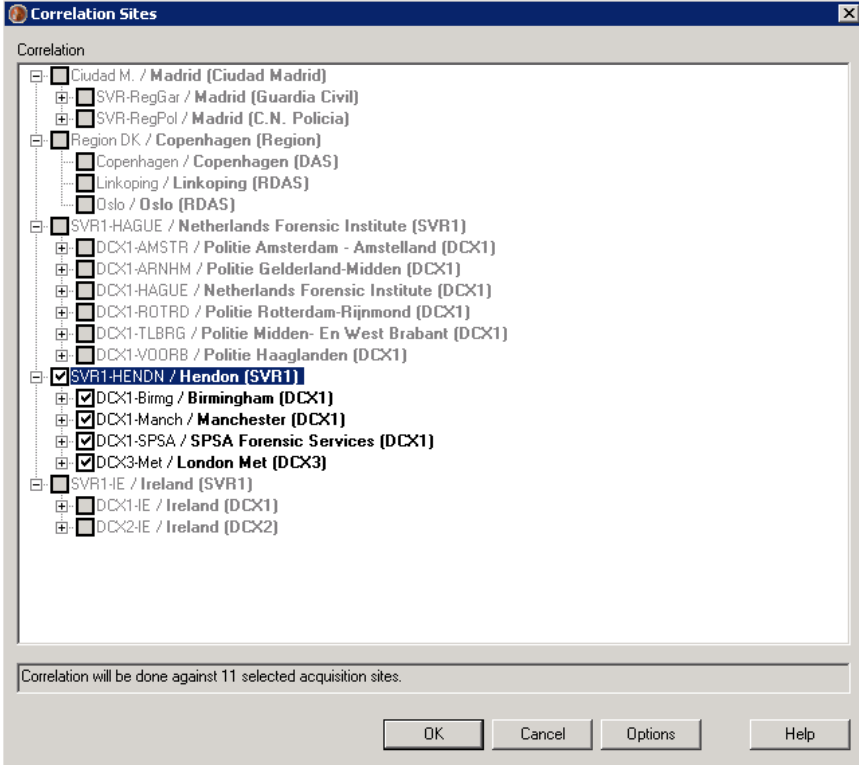 Correlation Sites
Correlation
Ciudad M. / Madrid (Ciudad Madrid)
SVR-RegGar / Madrid (Guardia Civil)
SVR-RegPol / Madrid (C.N. Policia)
Region DK / Copenhagen (Region)
Copenhagen / Copenhagen (DAS)
Linkoping / Linkoping (RDAS)
Oslo / Oslo (RDAS)
SVR1-HAGUE / Netherlands Forensic Institute (SVR1)
DCX1-AMSTR / Politie Amsterdam - Amstelland (DCX1)
DCX1-ARNHM / Politie Gelderland-Midden (DCX1)
DCX1-HAGUE / Netherlands Forensic Institute (DCX1)
DCX1-ROTRD / Politie Rotterdam-Rijnmond (DCX1)
DCX1-TLBRG / Politie Midden- En West Brabant (DCX1)
DCX1-VOORB / Politie Haaglanden (DCX1)
SVR1-HENDN / Hendon (SVR1)
DCX1-Birmg / Birmingham (DCX1)
DCX1-Manch / Manchester (DCX1)
DCX1-SPSA / SPSA Forensic Services (DCX1)
DCX3-Met / London Met (DCX3)
SVR1-IE / Ireland (SVR1)
DCX1-IE / Ireland (DCX1)
DCX2-IE / Ireland (DCX2)
Correlation will be done against 11 selected acquisition sites.
OK Cancel Options Help